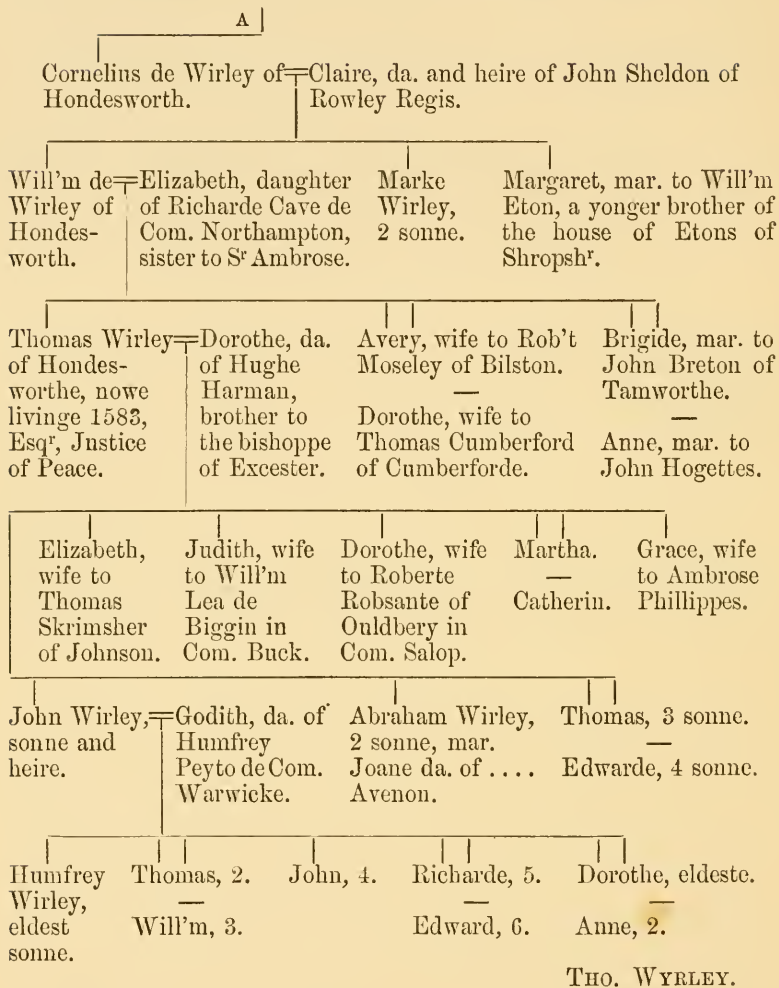 A
Cornelius de Wirley of Hondesworth.
Claire, da. and heire of John Sheldon of Rowley Regis.
Will'm de Wirley of Hondes-
worth.
Elizabeth, daughter
of Richarde Cave de
Com. Northampton,
sister to Sʳ Ambrose.
Marke
Wirley,
2 sonne.
Margaret, mar. to Will'm
Eton, a yonger brother of
the house of Etons of
Shropshʳ.
Thomas Wirley
of Hondes-
worthe, nowe
livinge 1583,
Esqʳ, Justice
of Peace.
Dorothe, da.
of Hughe
Harman,
brother to
the bishoppe
of Excester.
Avery, wife to Rob't
Moseley of Bilston.
—
Dorothe, wife to
Thomas Cumberford
of Cumberforde.
Brigide, mar. to
John Breton of
Tamworthe.
—
Anne, mar. to
John Hogettes.
Elizabeth,
wife to
Thomas
Skrimsher
of Johnson.
Judith, wife
to Will'm
Lea de
Biggin in
Com. Buck.
Dorothe, wife
to Roberte
Robsante of
Ouldbery in
Com. Salop.
Martha.
—
Catherin.
Grace, wife
to Ambrose
Phillippes.
John Wirley,
sonne and
heire.
Godith, da. of
Humfrey
Peyto de Com.
Warwicke.
Abraham Wirley,
2 sonne, mar.
Joane da. of ....
Avenon.
Thomas, 3 sonne.
—
Edwarde, 4 sonne.
Humfrey
Wirley,
eldest
sonne.
Thomas, 2.
—
Will'm, 3.
John, 4.
Richarde, 5.
—
Edward, 6.
Dorothe, eldeste.
—
Anne, 2.
Tho. Wyrley.